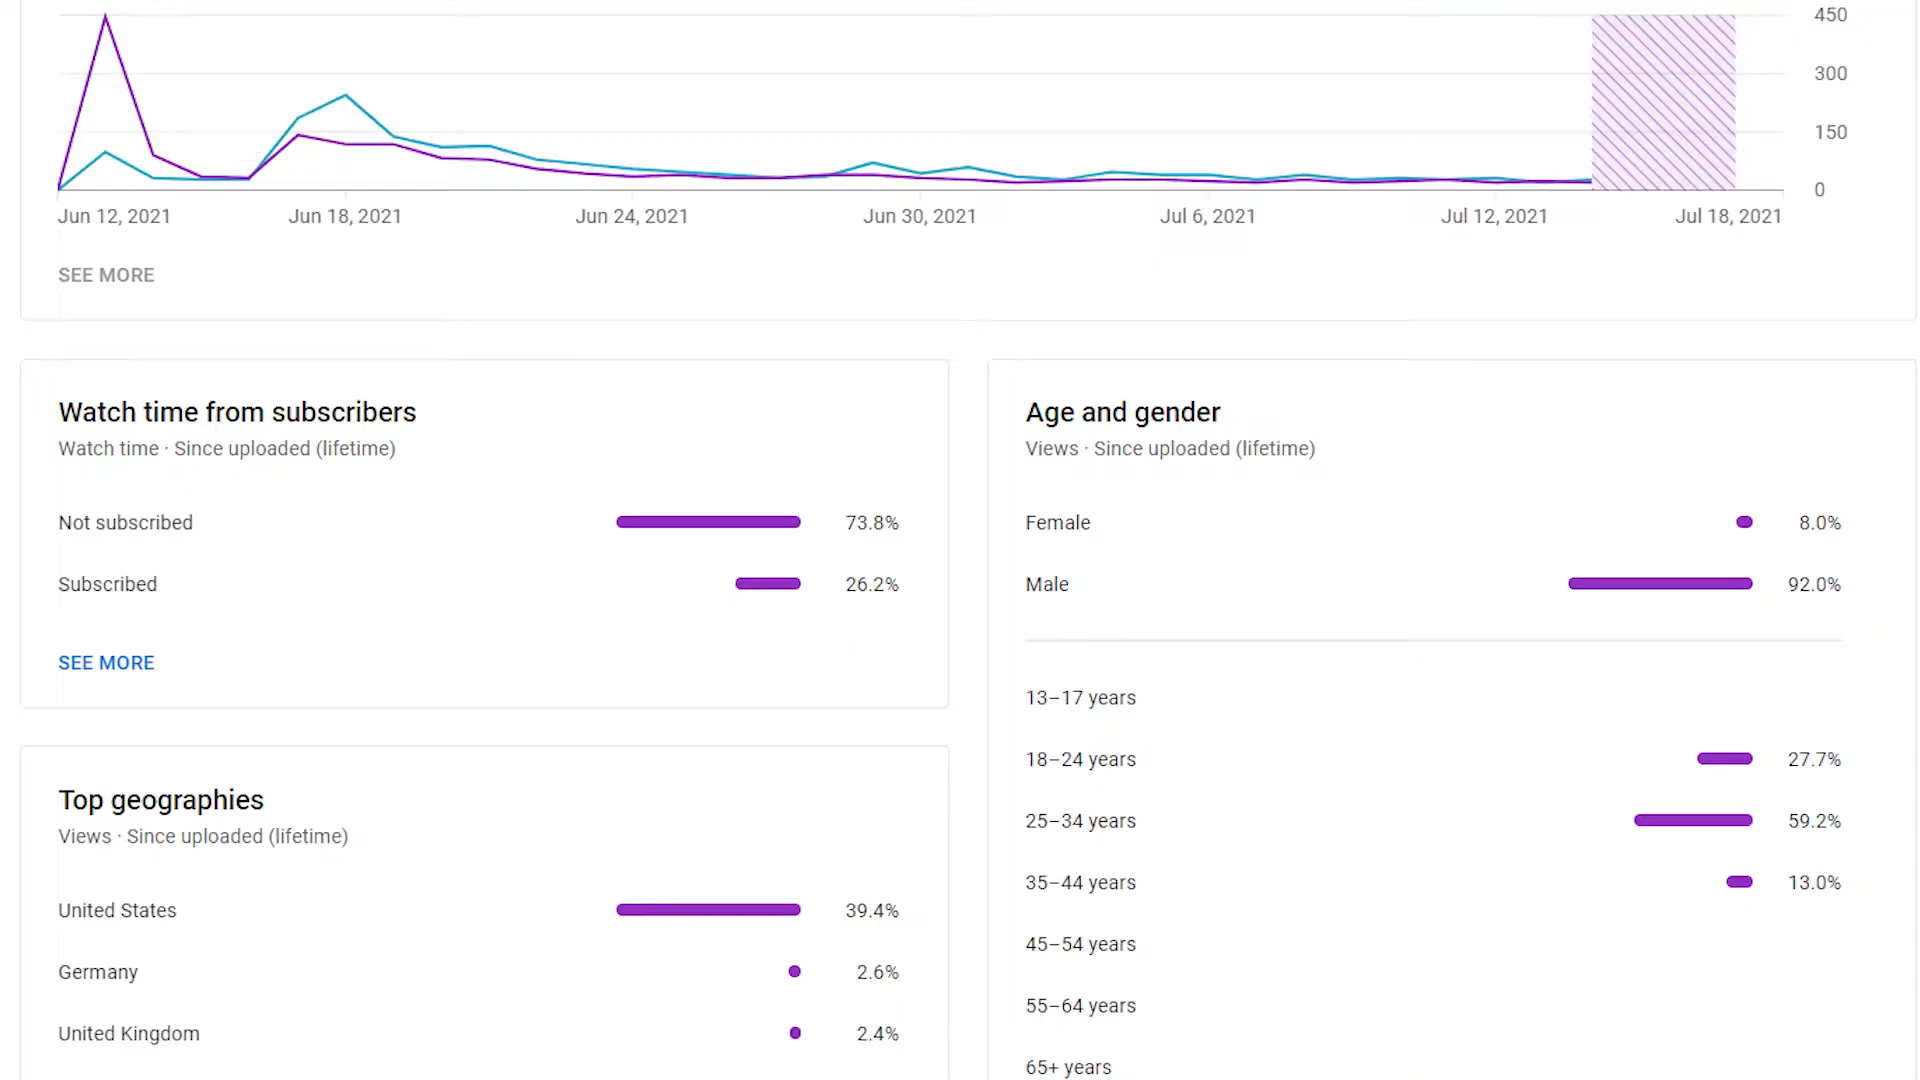 450
300
150
0
Jun 12, 2021 Jun 18, 2021 Jun 24, 2021 Jun 30, 2021 Jul 6, 2021 Jul 12, 2021 Jul 18, 2021
SEE MORE
Watch time from subscribers
Watch time · Since uploaded (lifetime)
Not subscribed 73.8%
Subscribed 26.2%
SEE MORE
Top geographies
Views · Since uploaded (lifetime)
United States 39.4%
Germany 2.6%
United Kingdom 2.4%
Age and gender
Views · Since uploaded (lifetime)
Female 8.0%
Male 92.0%
13–17 years
18–24 years 27.7%
25–34 years 59.2%
35–44 years 13.0%
45–54 years
55–64 years
65+ years